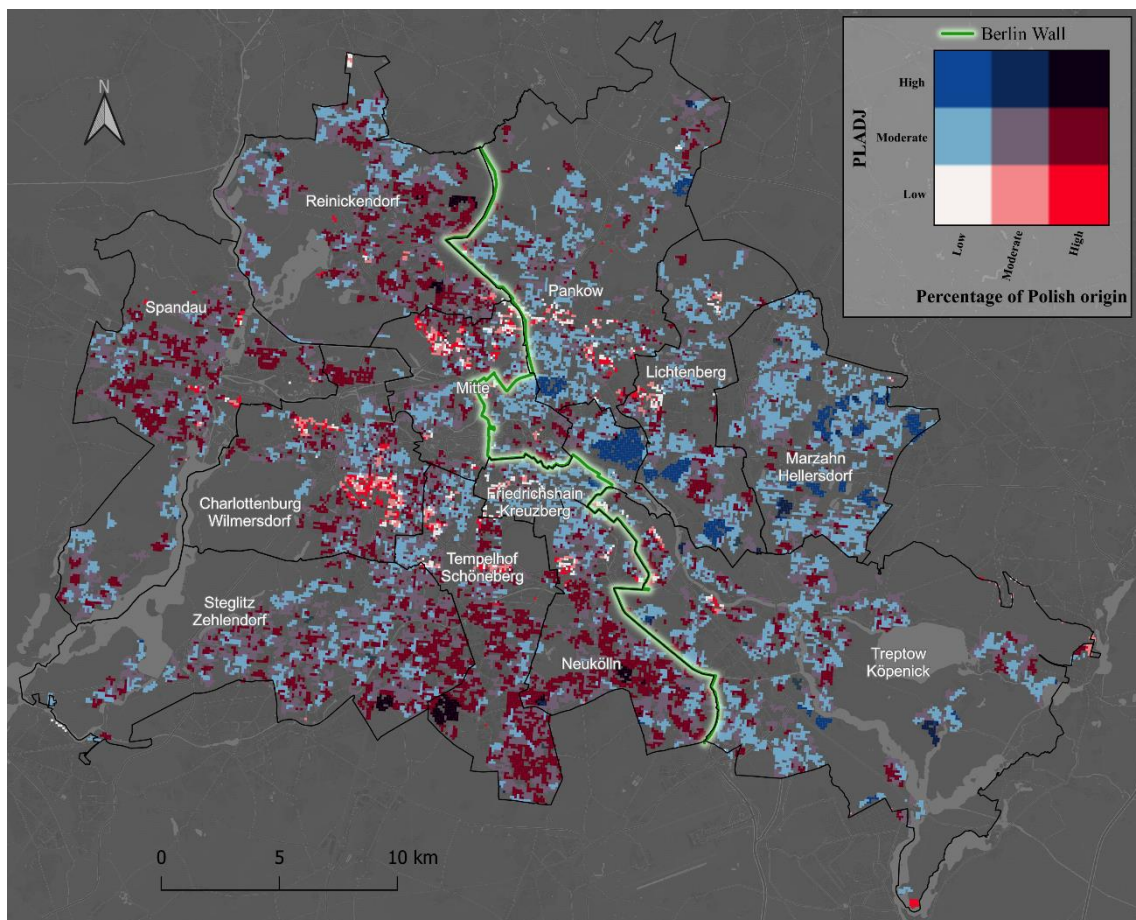 Berlin Wall
High
Moderate
Low
PLADJ
Low
Moderate
High
Percentage of Polish origin
N
Reinickendorf
Pankow
Spandau
Lichtenberg
Mitte
Marzahn
Hellersdorf
Charlottenburg
Wilmersdorf
Friedrichshain
Kreuzberg
Tempelhof
Schöneberg
Steglitz
Zehlendorf
Neukölln
Treptow
Köpenick
0 5 10 km